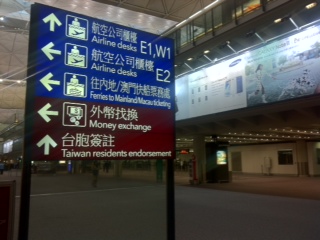 航空公司櫃檯
Airline desks E1,W1
航空公司櫃檯
Airline desks E2
往內地/澳門快船票務處
Ferries to Mainland/Macau ticketing
外幣找換
Money exchange
台胞簽註
Taiwan residents endorsement